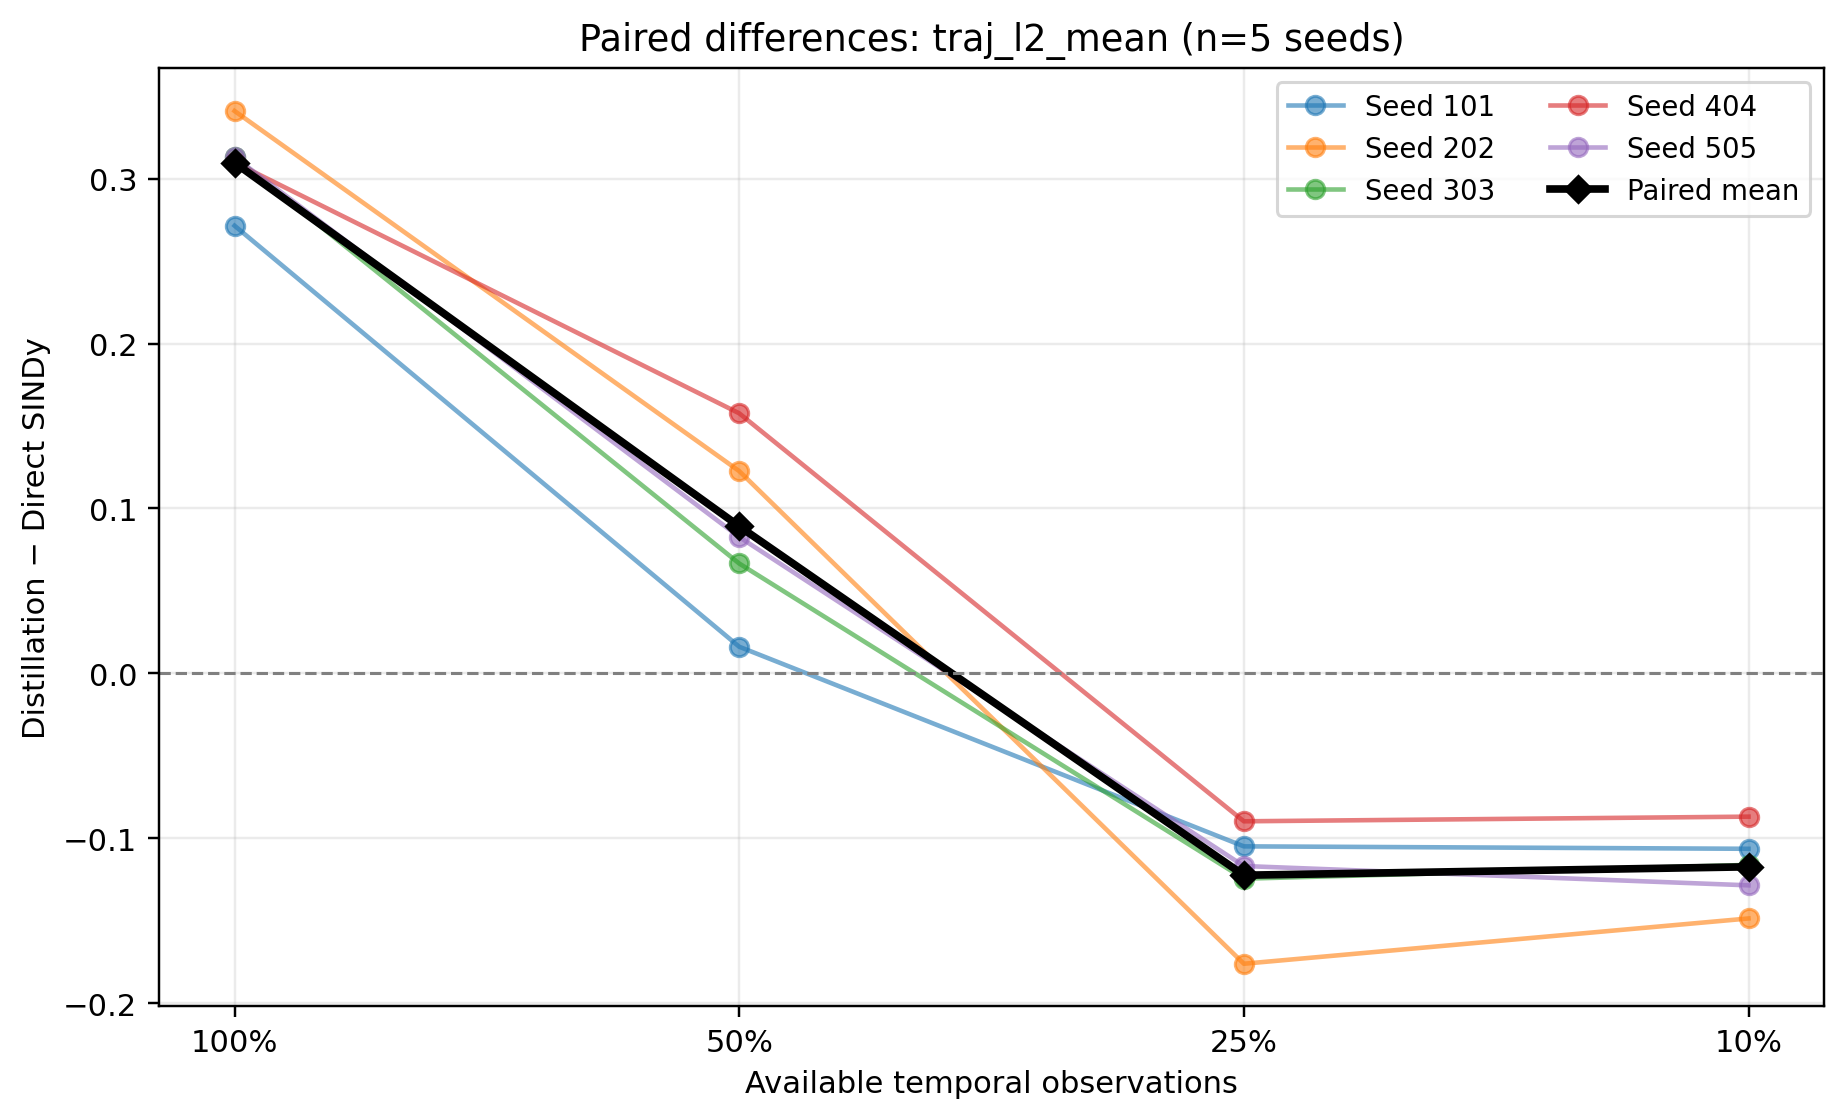 Paired differences: traj_l2_mean (n=5 seeds)
Seed 101
Seed 202
Seed 303
Seed 404
Seed 505
Paired mean
Distillation − Direct SINDy
0.3
0.2
0.1
0.0
−0.1
−0.2
100%
50%
25%
10%
Available temporal observations